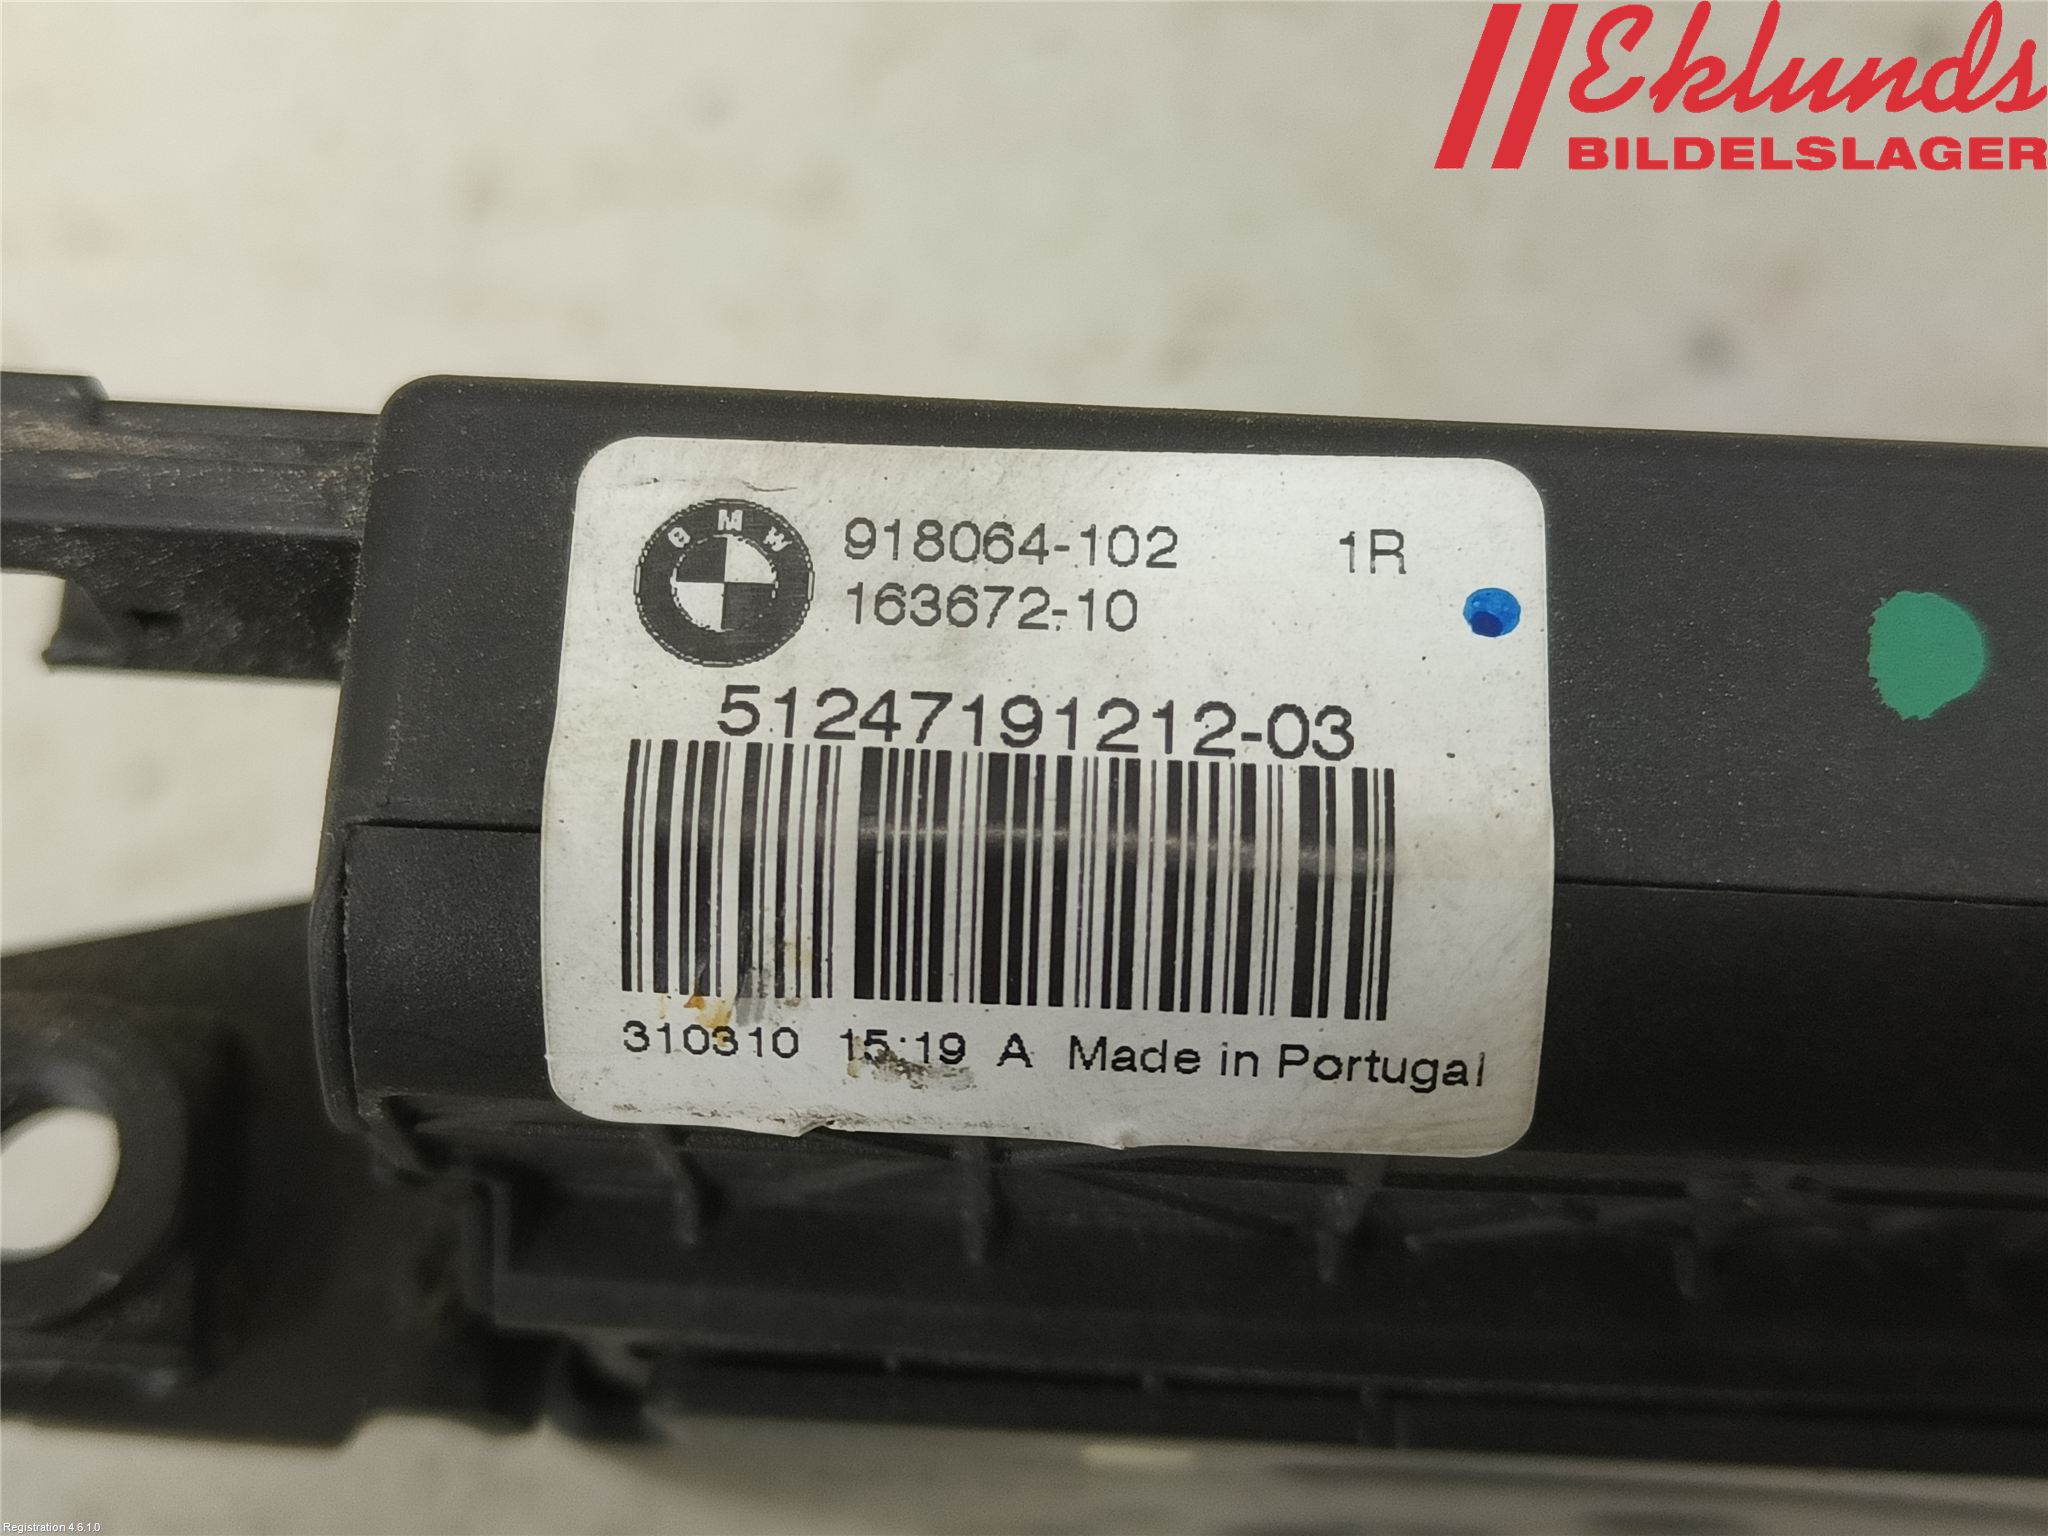 Eklunds
BILDELSLAGER
BMW
918064-102 1R
163672-10
51247191212-03
310310 15:19 A Made in Portugal
Registration 4.6.1.0